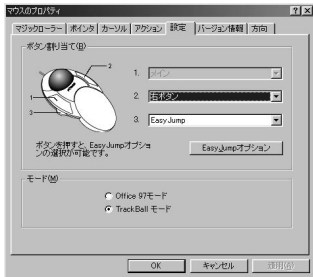 マウスのプロパティ
マジックローラー ポインタ カーソル アクション 設定 バージョン情報 方向
ボタン割り当て(B)
2
1
3
1. メイン
2. 右ボタン
3. EasyJump
ボタンを押すと、EasyJumpオプショ
ンの選択が可能です。
EasyJumpオプション
モード(M)
Office 97モード
TrackBall モード
OK キャンセル 適用(A)